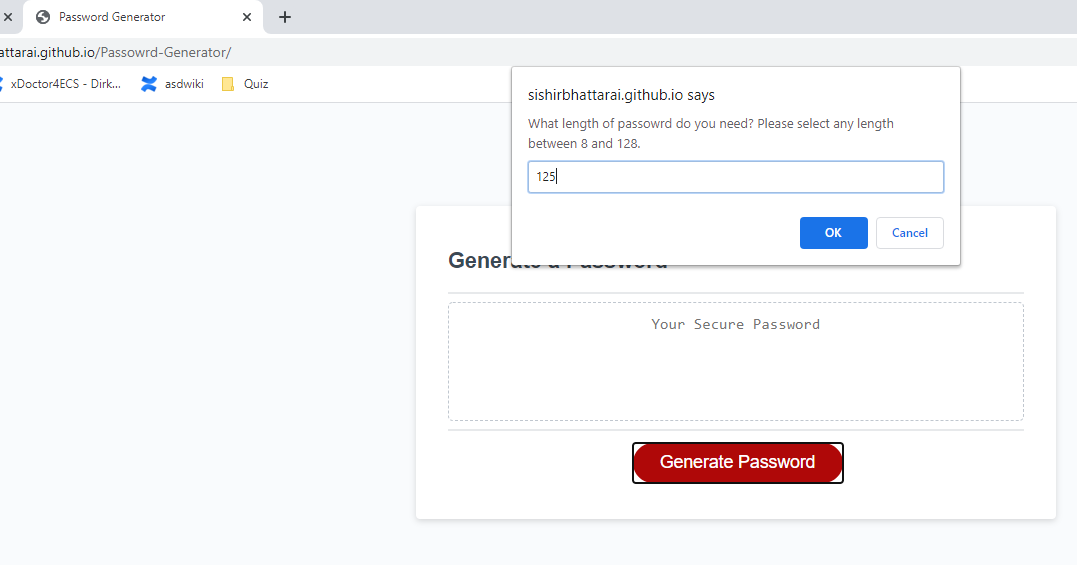 Password Generator
attarai.github.io/Passowrd-Generator/
xDoctor4ECS - Dirk... asdwiki Quiz
sishirbhattarai.github.io says
What length of passowrd do you need? Please select any length
between 8 and 128.
125
OK Cancel
Generate a Password
Your Secure Password
Generate Password